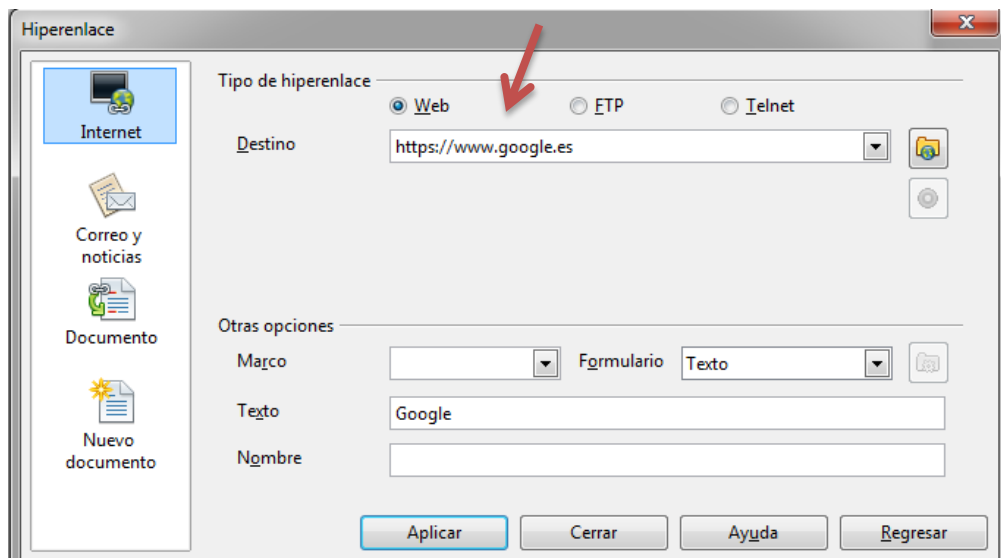 Hiperenlace
Internet
Correo y
noticias
Documento
Nuevo
documento
Tipo de hiperenlace
Web FTP Telnet
Destino https://www.google.es
Otras opciones
Marco Formulario Texto
Texto Google
Nombre
Aplicar Cerrar Ayuda Regresar